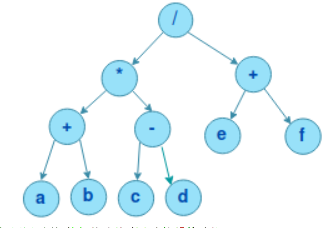 /
* +
+ - e f
a b c d